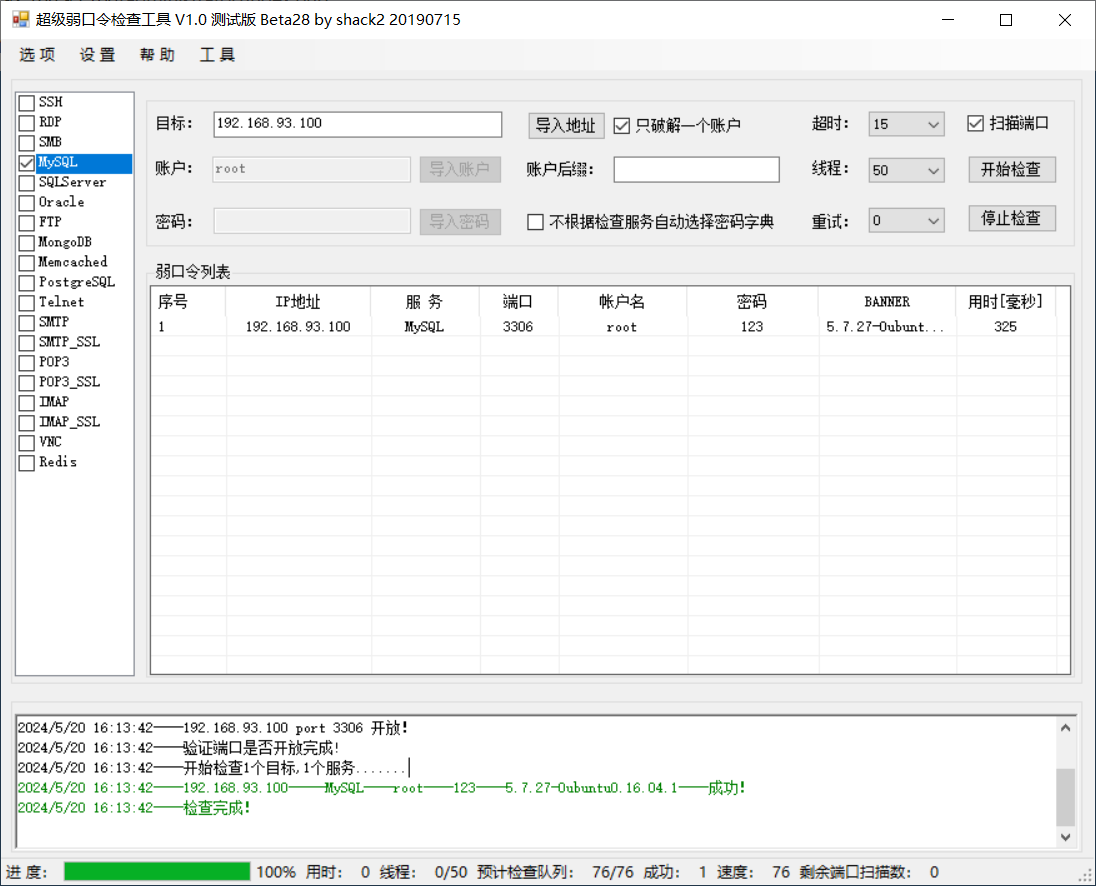 超级弱口令检查工具 V1.0 测试版 Beta28 by shack2 20190715
选项 设置 帮助 工具
SSH
RDP
SMB
MySQL
SQLServer
Oracle
FTP
MongoDB
Memcached
PostgreSQL
Telnet
SMTP
SMTP_SSL
POP3
POP3_SSL
IMAP
IMAP_SSL
VNC
Redis
目标: 192.168.93.100 导入地址 只破解一个账户 超时: 15 扫描端口
账户: root 导入账户 账户后缀: 线程: 50 开始检查
密码: 导入密码 不根据检查服务自动选择密码字典 重试: 0 停止检查
弱口令列表
序号 IP地址 服 务 端口 帐户名 密码 BANNER 用时[毫秒]
1 192.168.93.100 MySQL 3306 root 123 5.7.27-0ubunt... 325
2024/5/20 16:13:42——192.168.93.100 port 3306 开放!
2024/5/20 16:13:42——验证端口是否开放完成!
2024/5/20 16:13:42——开始检查1个目标,1个服务.......
2024/5/20 16:13:42——192.168.93.100——MySQL——root——123——5.7.27-0ubuntu0.16.04.1——成功!
2024/5/20 16:13:42——检查完成!
进度: 100% 用时: 0 线程: 0/50 预计检查队列: 76/76 成功: 1 速度: 76 剩余端口扫描数: 0